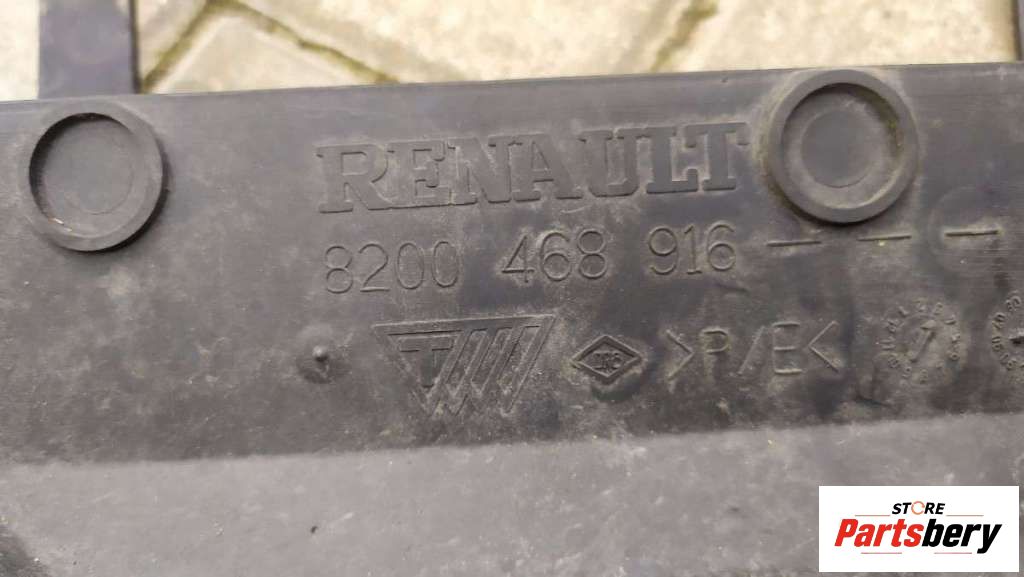 RENAULT
8200 468 916 - - -
>P/E<
STORE
Partsbery